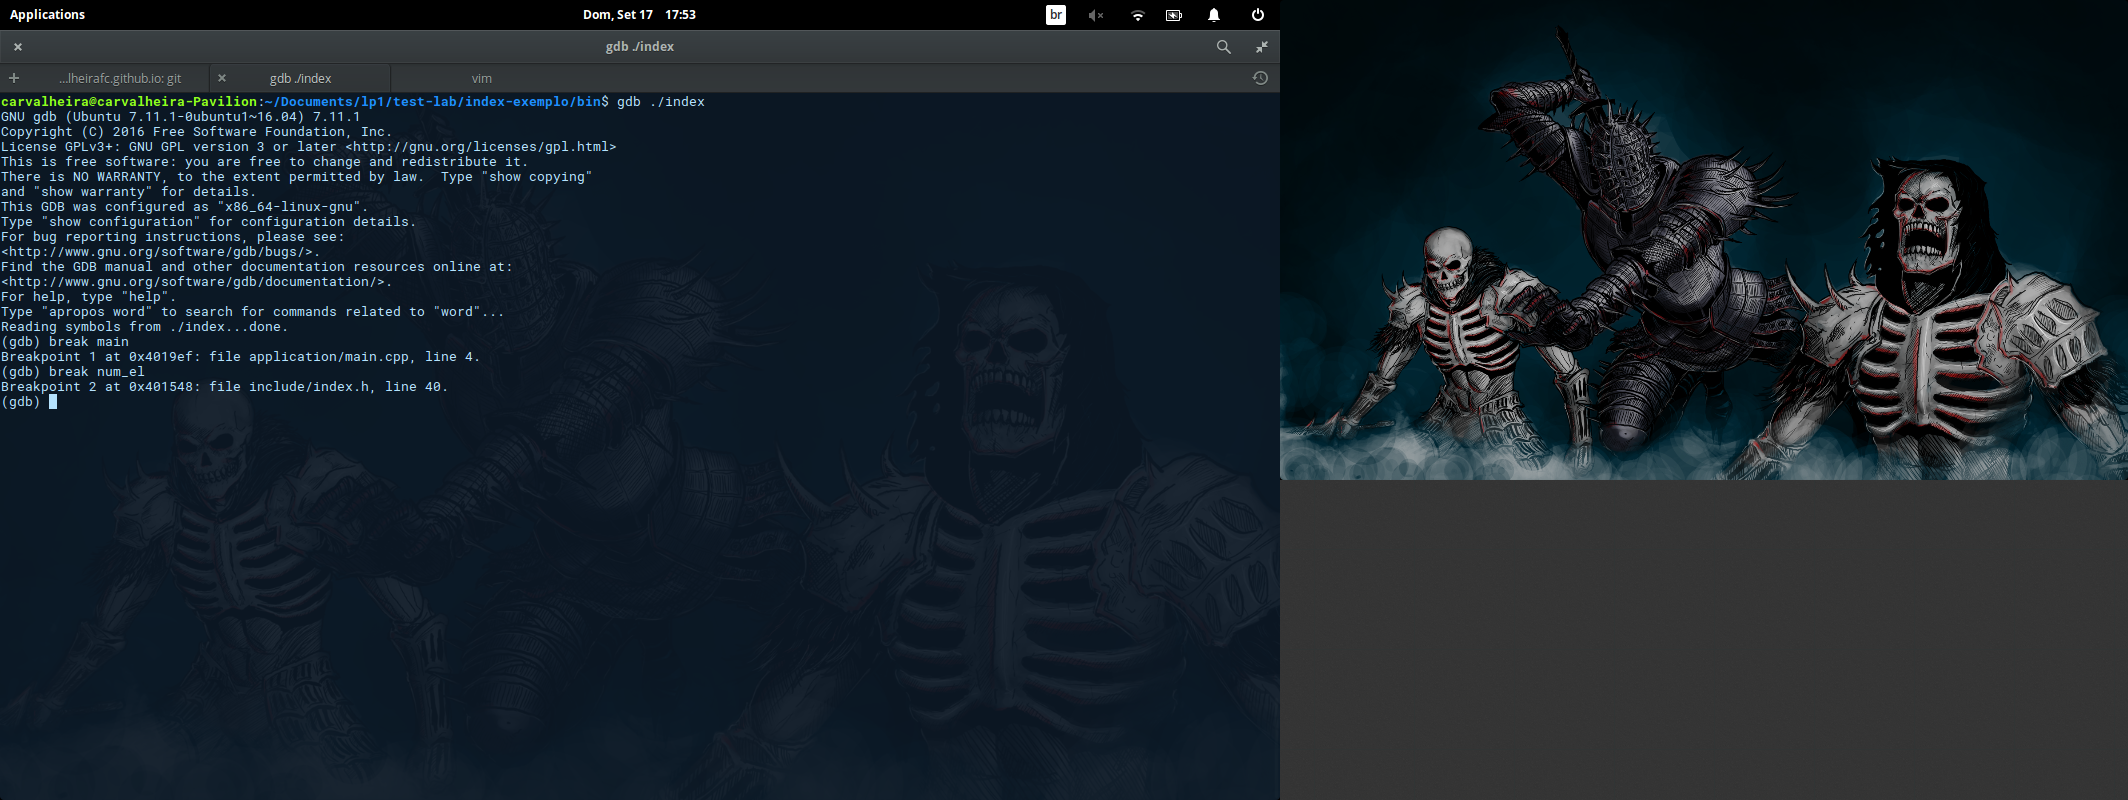 Applications
Dom, Set 17 17:53
br
gdb ./index
...lheirafc.github.io: git
gdb ./index
vim
carvalheira@carvalheira-Pavilion:~/Documents/lp1/test-lab/index-exemplo/bin$ gdb ./index
GNU gdb (Ubuntu 7.11.1-0ubuntu1~16.04) 7.11.1
Copyright (C) 2016 Free Software Foundation, Inc.
License GPLv3+: GNU GPL version 3 or later <http://gnu.org/licenses/gpl.html>
This is free software: you are free to change and redistribute it.
There is NO WARRANTY, to the extent permitted by law.  Type "show copying"
and "show warranty" for details.
This GDB was configured as "x86_64-linux-gnu".
Type "show configuration" for configuration details.
For bug reporting instructions, please see:
<http://www.gnu.org/software/gdb/bugs/>.
Find the GDB manual and other documentation resources online at:
<http://www.gnu.org/software/gdb/documentation/>.
For help, type "help".
Type "apropos word" to search for commands related to "word"...
Reading symbols from ./index...done.
(gdb) break main
Breakpoint 1 at 0x4019ef: file application/main.cpp, line 4.
(gdb) break num_el
Breakpoint 2 at 0x401548: file include/index.h, line 40.
(gdb)